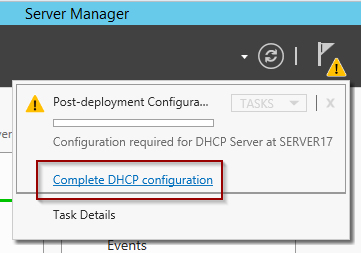 Server Manager
Post-deployment Configura...
TASKS
X
Configuration required for DHCP Server at SERVER17
Complete DHCP configuration
Task Details
Events